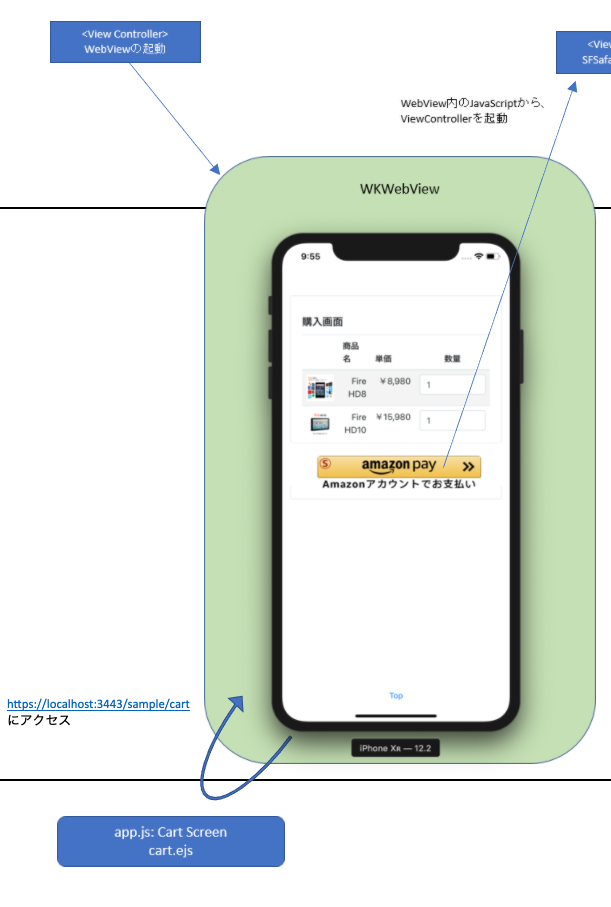 <View Controller>
WebViewの起動
<View
SFSafa
WebView内のJavaScriptから、
ViewControllerを起動
WKWebView
9:55
購入画面
商品
名 単価 数量
Fire ￥8,980 1
HD8
Fire ￥15,980 1
HD10
S amazon pay
Amazonアカウントでお支払い
Top
https://localhost:3443/sample/cart
にアクセス
iPhone XR — 12.2
app.js: Cart Screen
cart.ejs